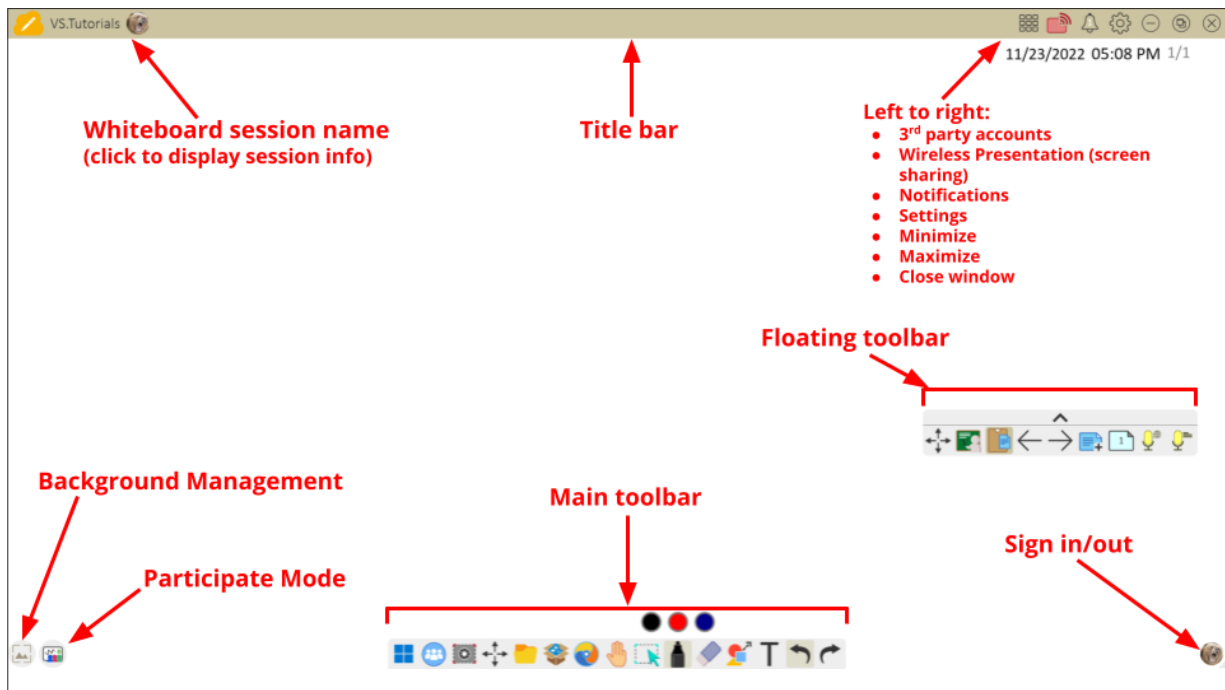 VS.Tutorials
11/23/2022 05:08 PM 1/1
Whiteboard session name
(click to display session info)
Title bar
Left to right:
● 3rd party accounts
● Wireless Presentation (screen
sharing)
● Notifications
● Settings
● Minimize
● Maximize
● Close window
Floating toolbar
1
Background Management
Main toolbar
Sign in/out
Participate Mode
T